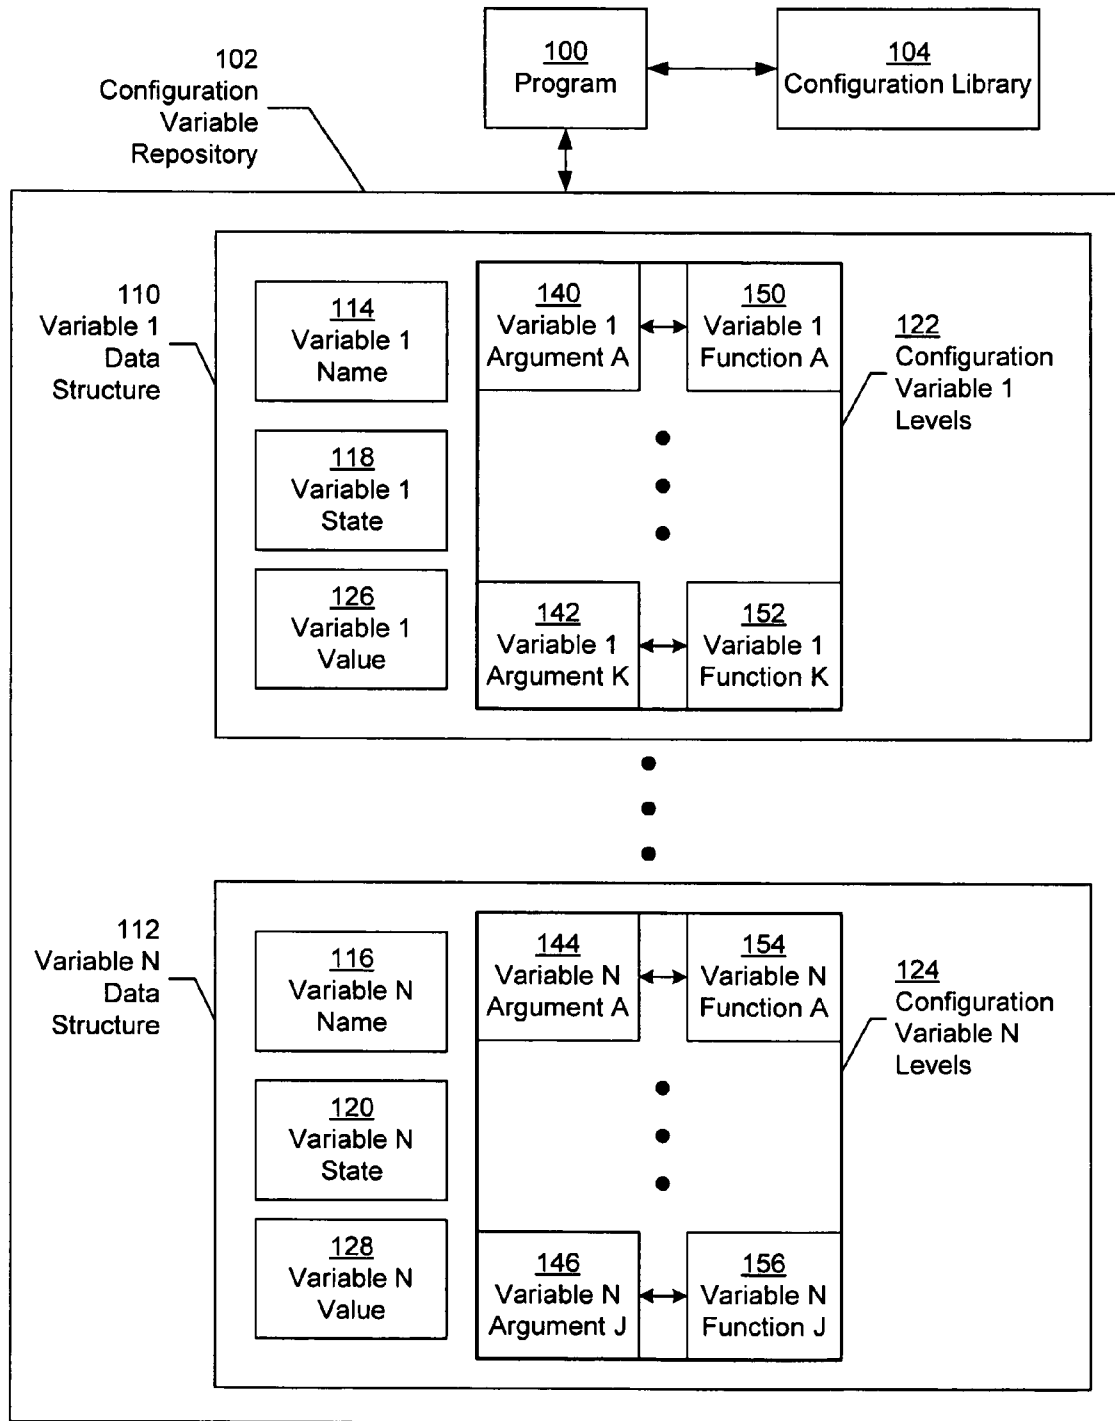 102
Configuration
Variable
Repository
100
Program
104
Configuration Library
110
Variable 1
Data
Structure
114
Variable 1
Name
118
Variable 1
State
126
Variable 1
Value
140
Variable 1
Argument A
150
Variable 1
Function A
142
Variable 1
Argument K
152
Variable 1
Function K
122
Configuration
Variable 1
Levels
112
Variable N
Data
Structure
116
Variable N
Name
120
Variable N
State
128
Variable N
Value
144
Variable N
Argument A
154
Variable N
Function A
146
Variable N
Argument J
156
Variable N
Function J
124
Configuration
Variable N
Levels